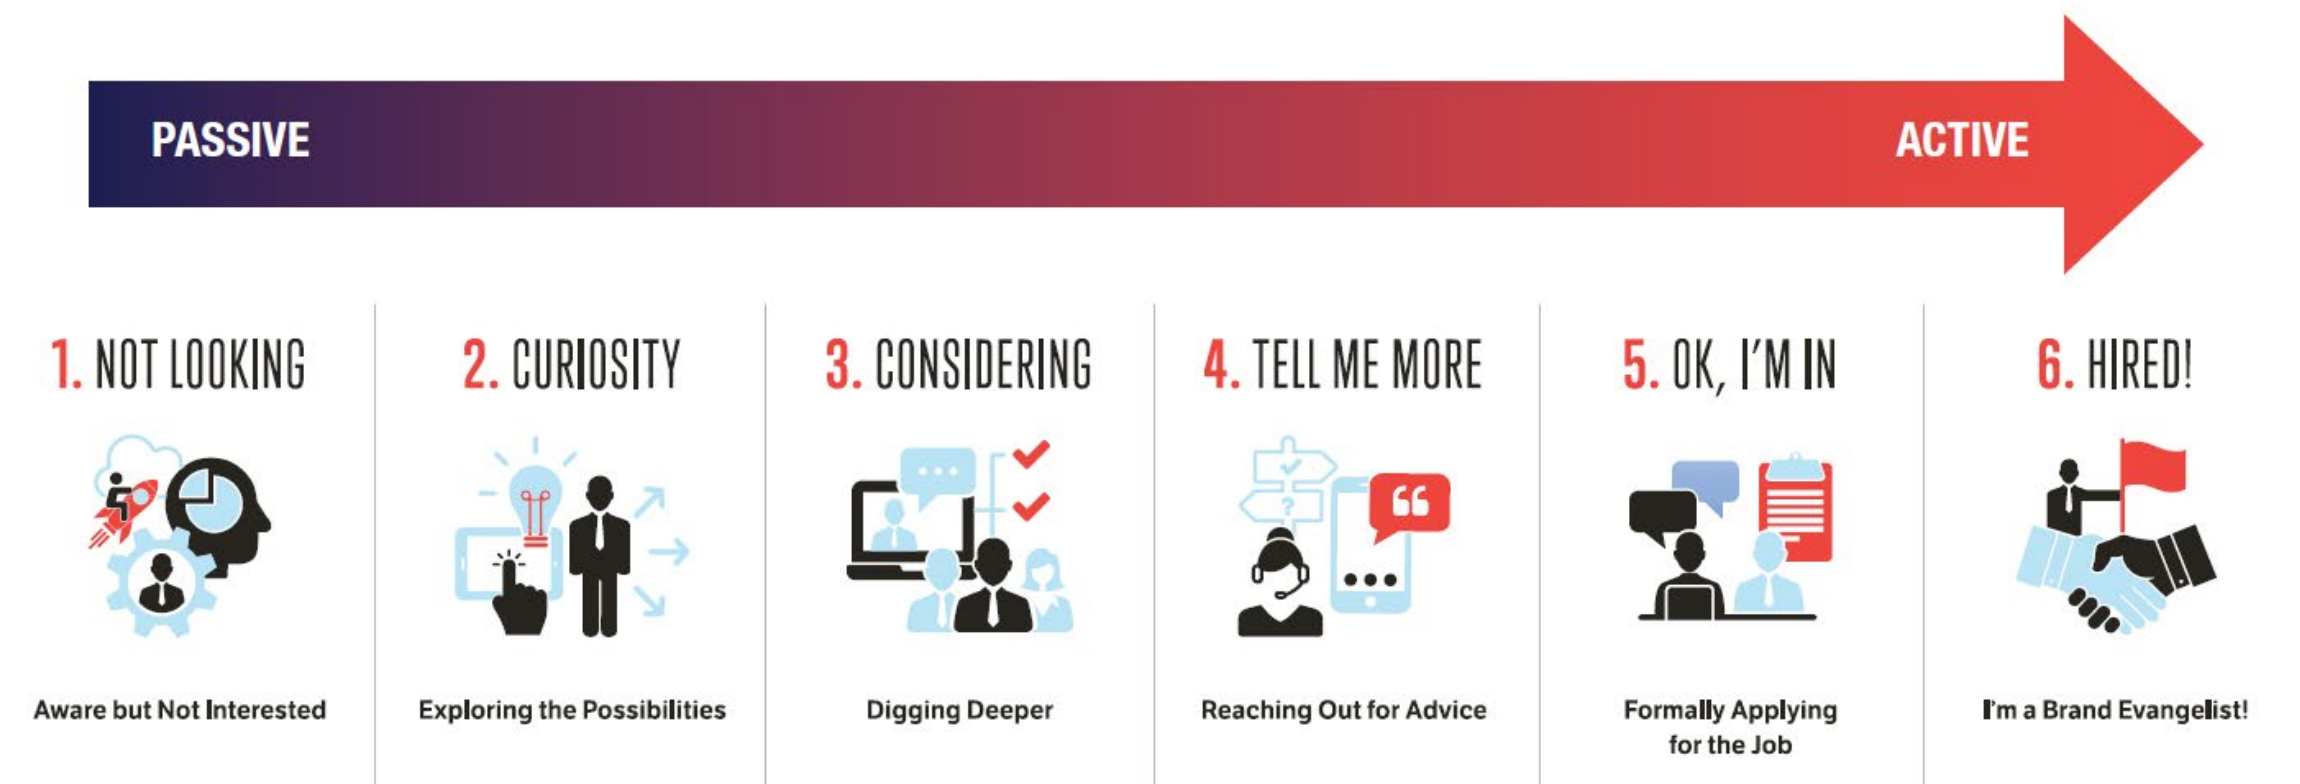 PASSIVE
ACTIVE
1. NOT LOOKING
2. CURIOSITY
3. CONSIDERING
4. TELL ME MORE
5. OK, I'M IN
6. HIRED!
?
“
Aware but Not Interested
Exploring the Possibilities
Digging Deeper
Reaching Out for Advice
Formally Applying
for the Job
I'm a Brand Evangelist!